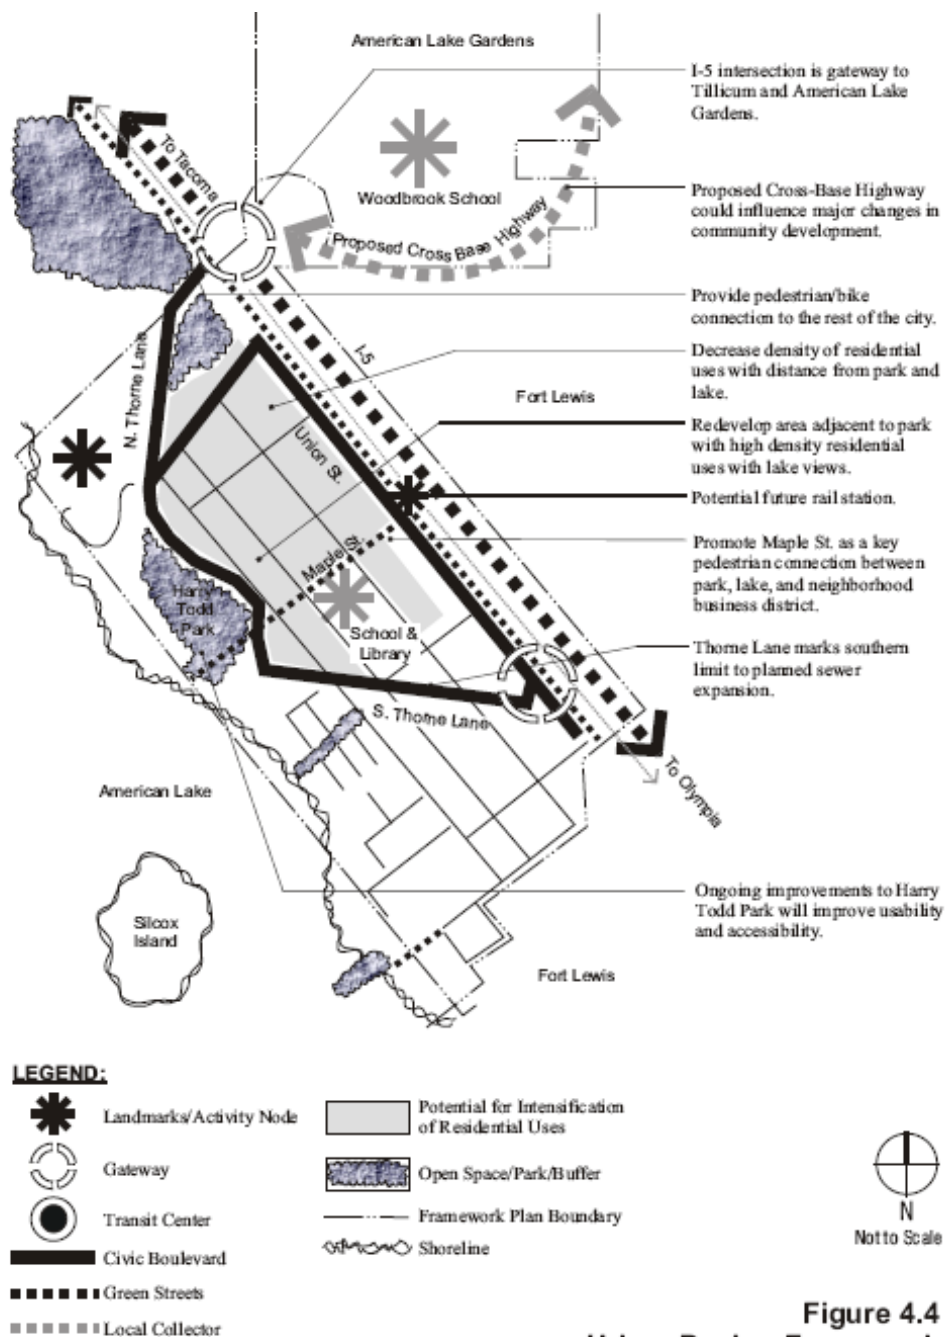 American Lake Gardens
I-5 intersection is gateway to
Tillicum and American Lake
Gardens.
To Tacoma
Woodbrook School
Proposed Cross Base Highway
Proposed Cross-Base Highway
could influence major changes in
community development.
Provide pedestrian/bike
connection to the rest of the city.
N. Thorne Lane
I-5
Decrease density of residential
uses with distance from park and
lake.
Fort Lewis
Union St.
Redevelop area adjacent to park
with high density residential
uses with lake views.
Potential future rail station.
Maple St.
Promote Maple St. as a key
pedestrian connection between
park, lake, and neighborhood
business district.
Harry
Todd
Park
School &
Library
Thorne Lane marks southern
limit to planned sewer
expansion.
S. Thorne Lane
To Olympia
American Lake
Ongoing improvements to Harry
Todd Park will improve usability
and accessibility.
Silcox
Island
Fort Lewis
LEGEND:
Landmarks/Activity Node
Gateway
Transit Center
Civic Boulevard
Green Streets
Local Collector
Potential for Intensification
of Residential Uses
Open Space/Park/Buffer
Framework Plan Boundary
Shoreline
N
Not to Scale
Figure 4.4